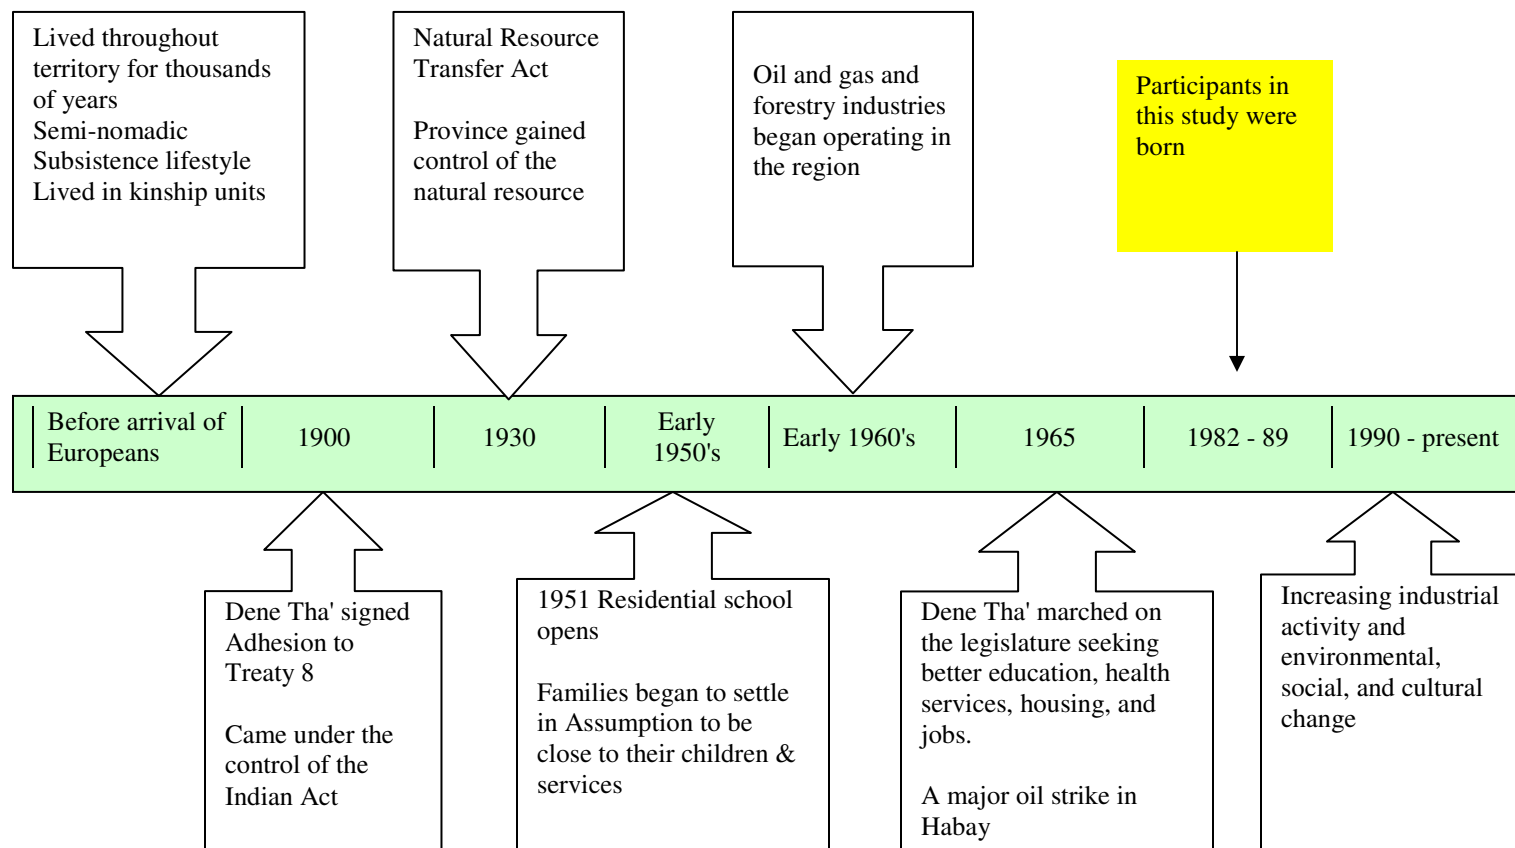 Lived throughout
territory for thousands
of years
Semi-nomadic
Subsistence lifestyle
Lived in kinship units
Natural Resource
Transfer Act
Province gained
control of the
natural resource
Oil and gas and
forestry industries
began operating in
the region
Participants in
this study were
born
Before arrival of
Europeans
1900
1930
Early
1950's
Early 1960's
1965
1982 - 89
1990 - present
Dene Tha' signed
Adhesion to
Treaty 8
Came under the
control of the
Indian Act
1951 Residential school
opens
Families began to settle
in Assumption to be
close to their children &
services
Dene Tha' marched on
the legislature seeking
better education, health
services, housing, and
jobs.
A major oil strike in
Habay
Increasing industrial
activity and
environmental,
social, and cultural
change